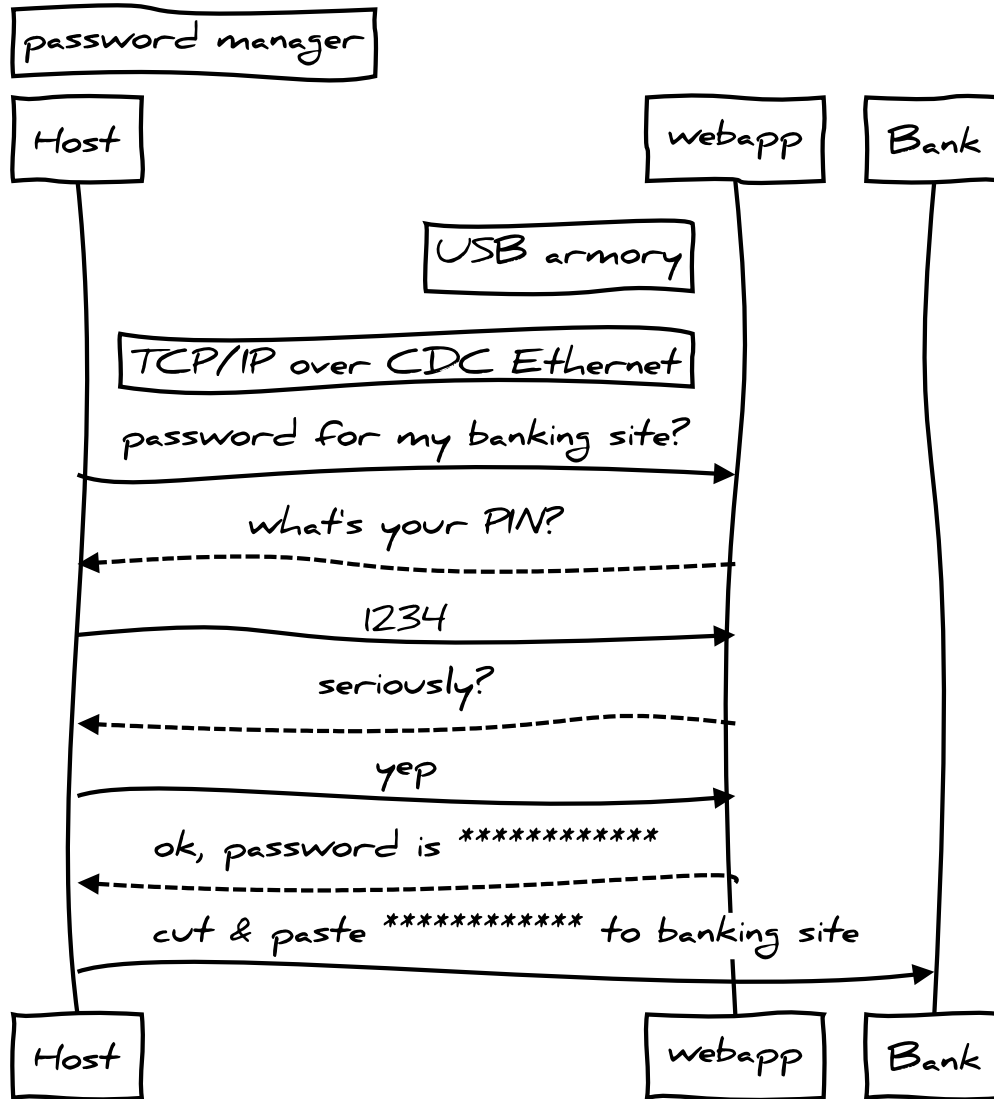 password manager
Host
webapp
Bank
USB armory
TCP/IP over CDC Ethernet
password for my banking site?
what's your PIN?
1234
seriously?
yep
ok, password is ************
cut & paste ************ to banking site
Host
webapp
Bank